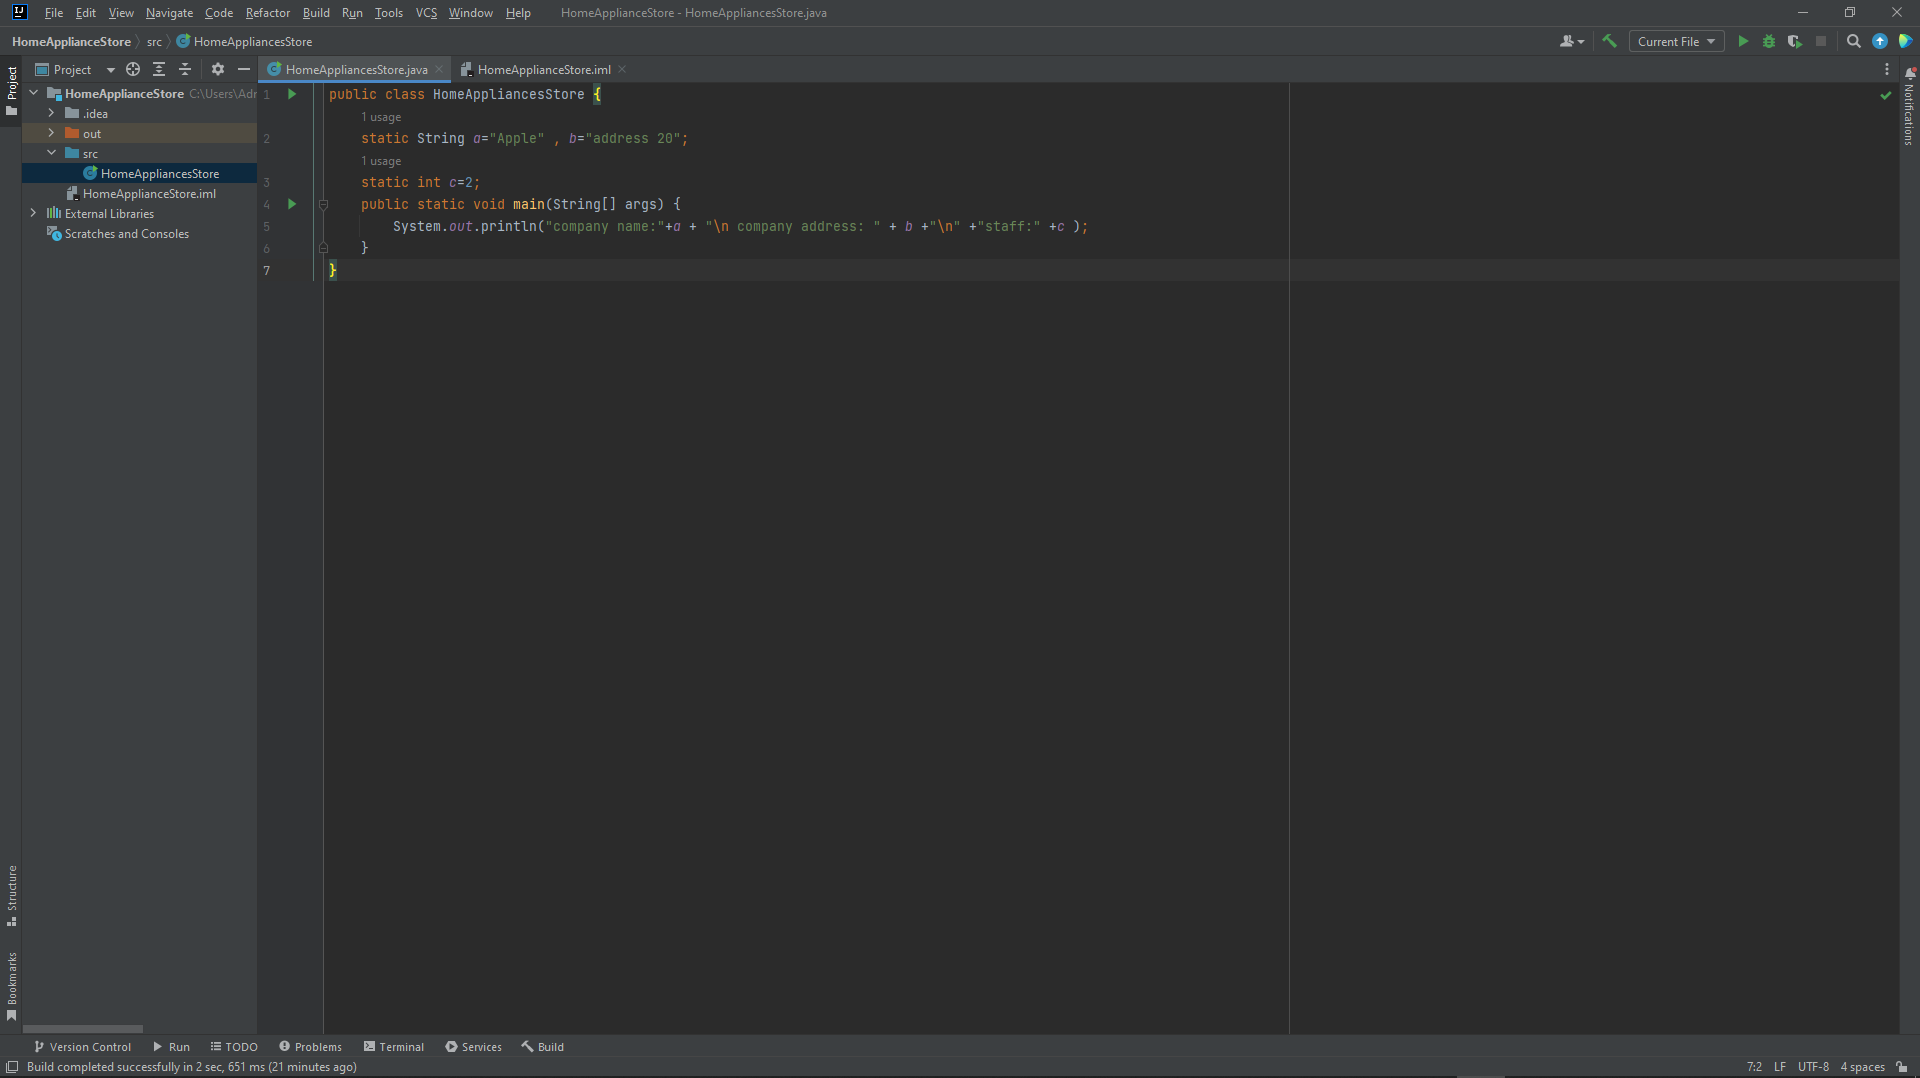 File Edit View Navigate Code Refactor Build Run Tools VCS Window Help HomeApplianceStore - HomeAppliancesStore.java
HomeApplianceStore src HomeAppliancesStore Current File
Project
Project
HomeAppliancesStore.java
HomeApplianceStore.iml
Notifications
HomeApplianceStore C:\Users\Adr
.idea
out
src
HomeAppliancesStore
HomeApplianceStore.iml
External Libraries
Scratches and Consoles
1 public class HomeAppliancesStore {
1 usage
2 static String a="Apple" , b="address 20";
1 usage
3 static int c=2;
4 public static void main(String[] args) {
5 System.out.println("company name:"+a + "\n company address: " + b +"\n" +"staff:" +c );
6 }
7 }
Structure
Bookmarks
Version Control Run TODO Problems Terminal Services Build
Build completed successfully in 2 sec, 651 ms (21 minutes ago) 7:2 LF UTF-8 4 spaces